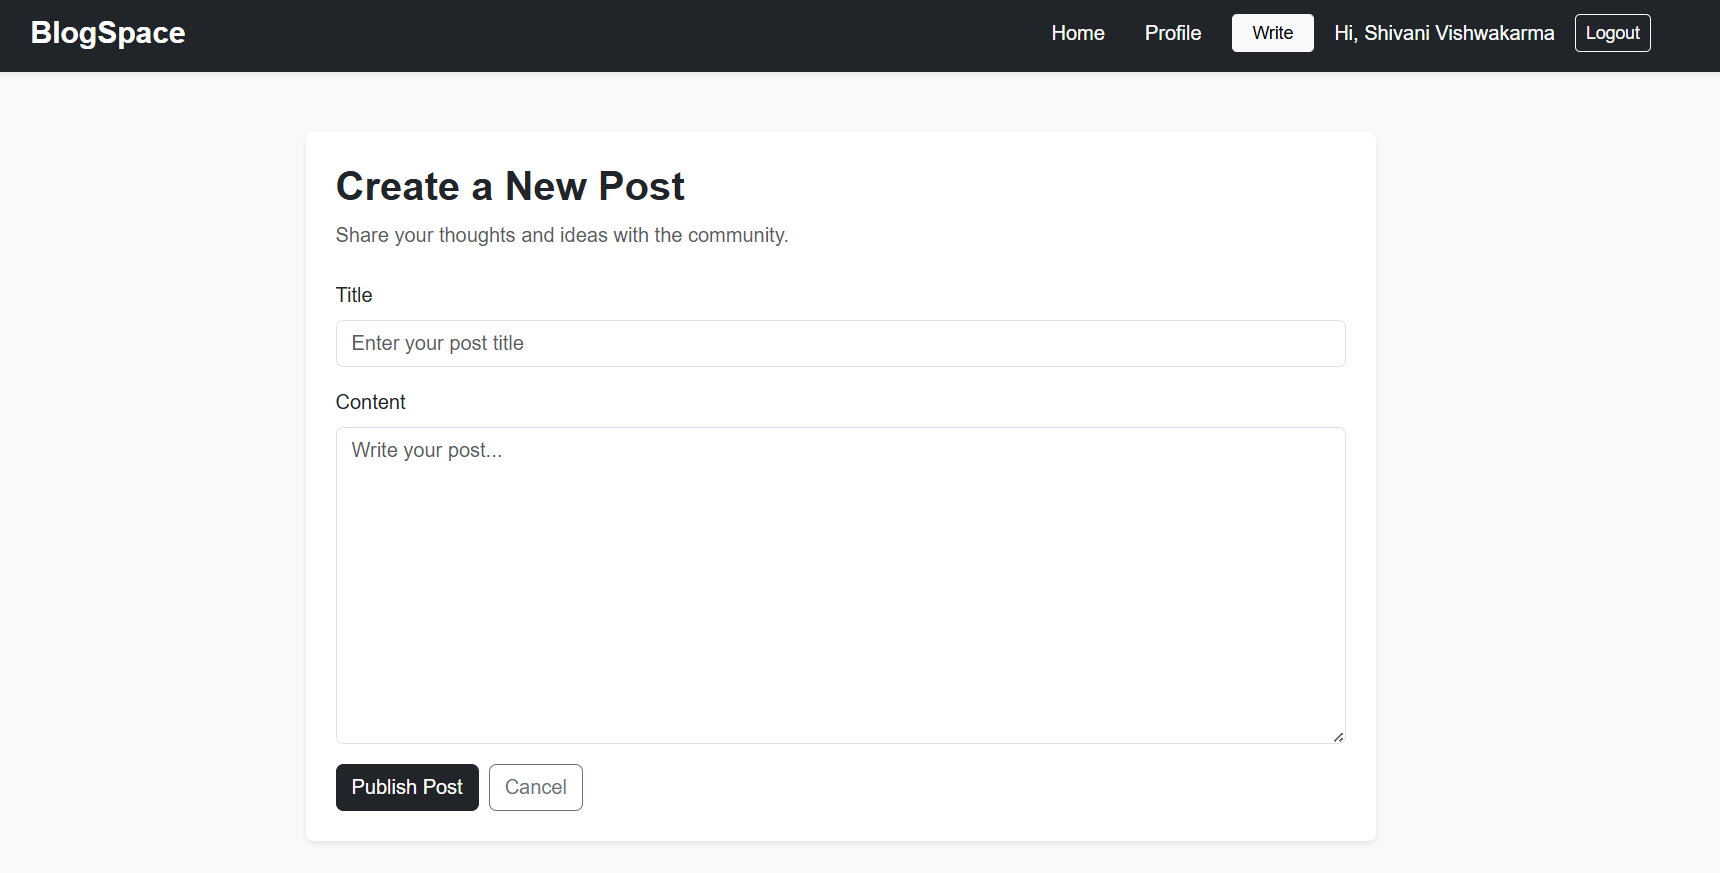 BlogSpace Home Profile Write Hi, Shivani Vishwakarma Logout
Create a New Post
Share your thoughts and ideas with the community.
Title
Enter your post title
Content
Write your post...
Publish Post Cancel